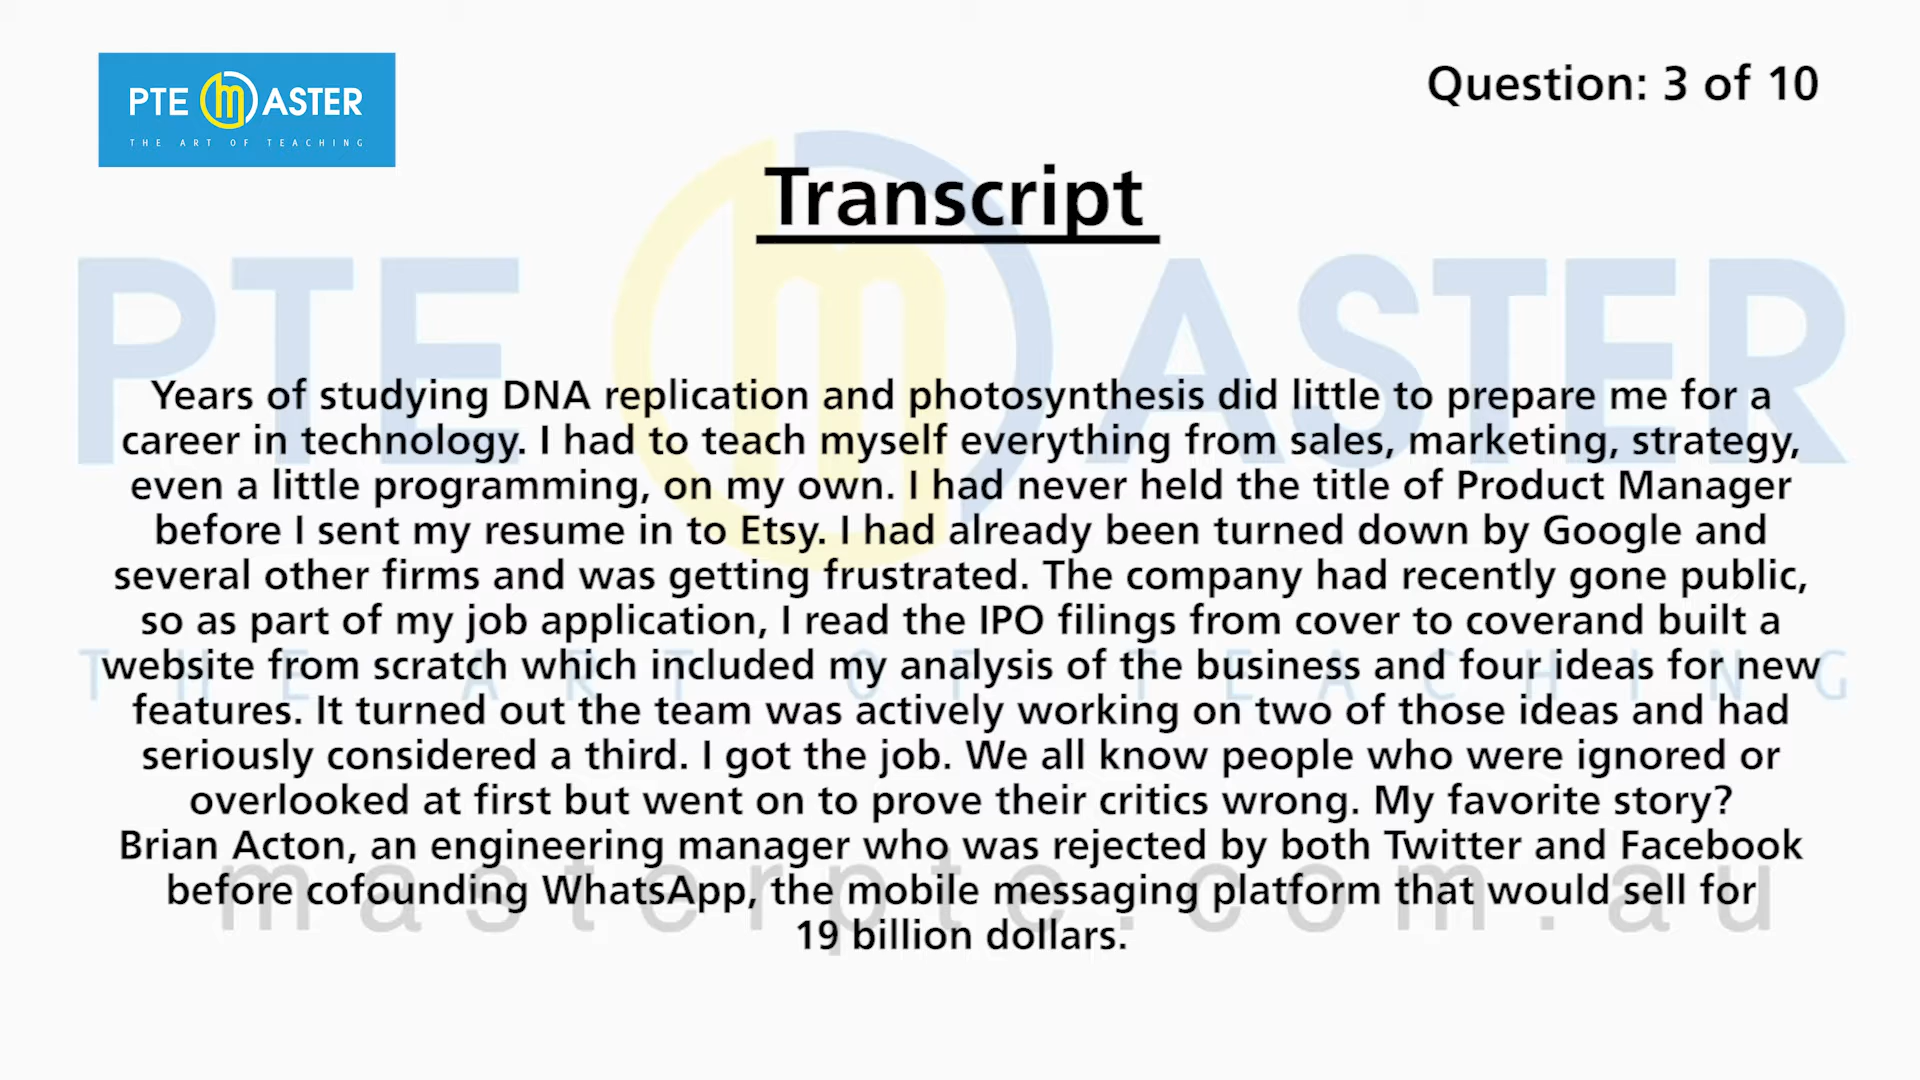 PTE MASTER
THE ART OF TEACHING
Question: 3 of 10
Transcript
Years of studying DNA replication and photosynthesis did little to prepare me for a
career in technology. I had to teach myself everything from sales, marketing, strategy,
even a little programming, on my own. I had never held the title of Product Manager
before I sent my resume in to Etsy. I had already been turned down by Google and
several other firms and was getting frustrated. The company had recently gone public,
so as part of my job application, I read the IPO filings from cover to coverand built a
website from scratch which included my analysis of the business and four ideas for new
features. It turned out the team was actively working on two of those ideas and had
seriously considered a third. I got the job. We all know people who were ignored or
overlooked at first but went on to prove their critics wrong. My favorite story?
Brian Acton, an engineering manager who was rejected by both Twitter and Facebook
before cofounding WhatsApp, the mobile messaging platform that would sell for
19 billion dollars.
PTE MASTER
THE ART OF TEACHING
masterpte.com.au